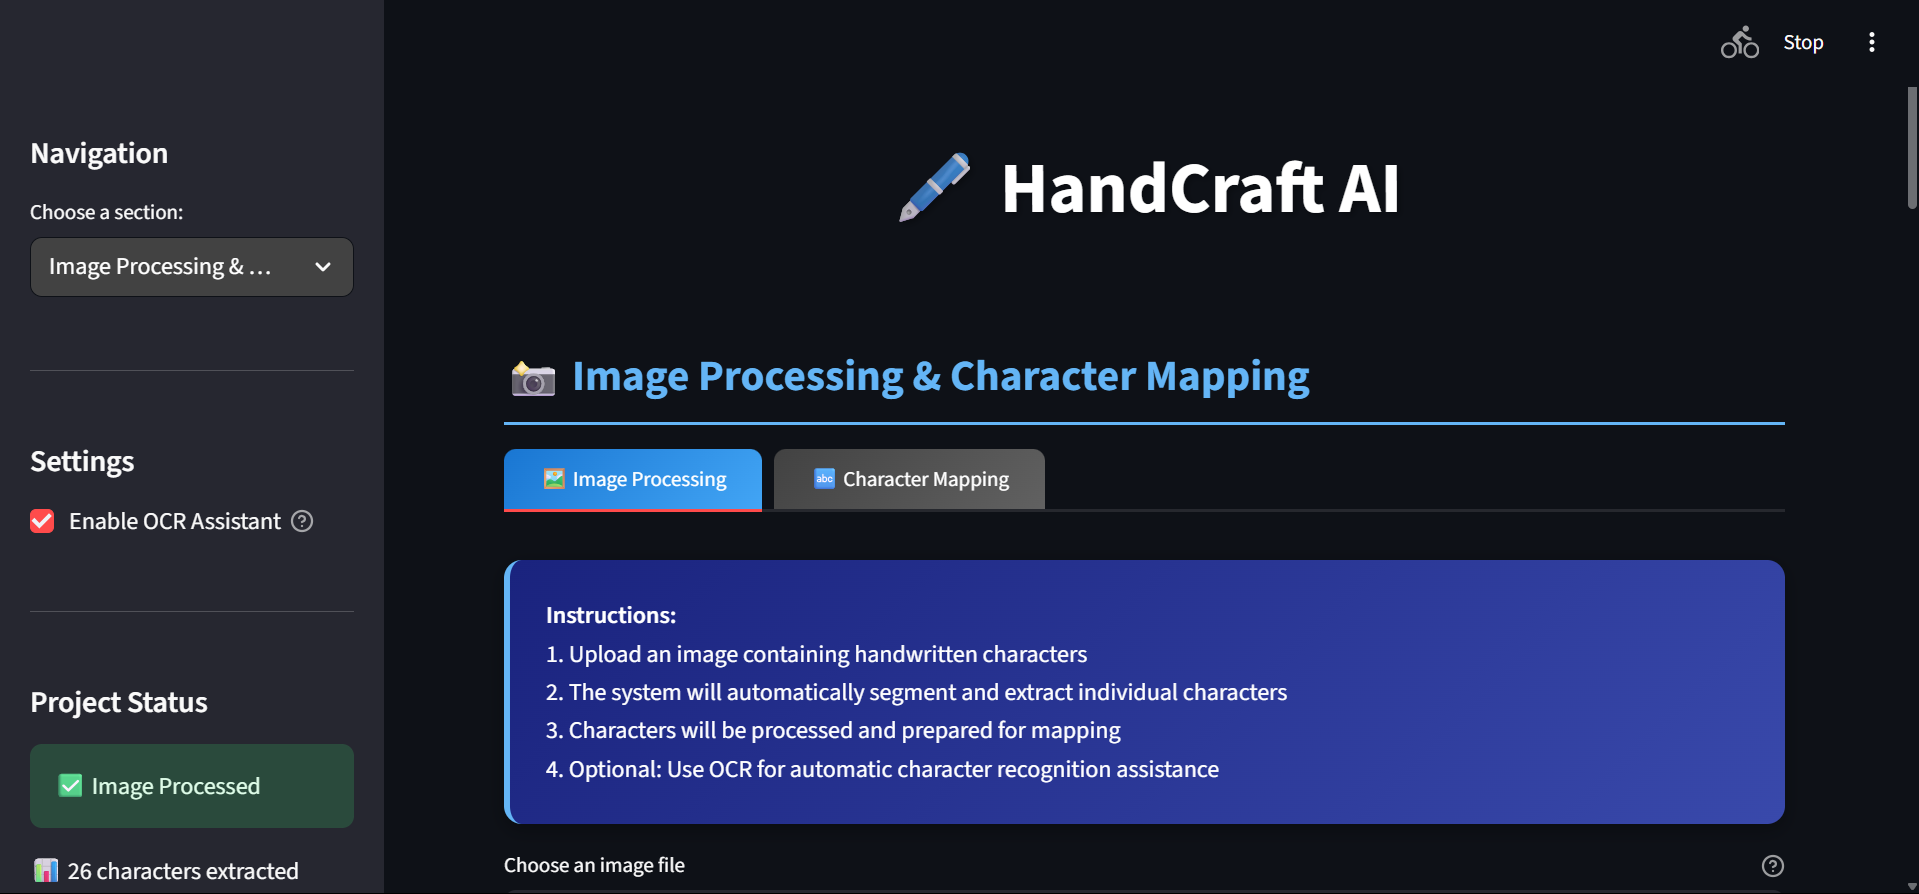 Stop
Navigation
Choose a section:
Image Processing & ...
Settings
Enable OCR Assistant
Project Status
✅ Image Processed
📊 26 characters extracted
🖋️ HandCraft AI
📸 Image Processing & Character Mapping
🖼️ Image Processing
🔤 Character Mapping
Instructions:
1. Upload an image containing handwritten characters
2. The system will automatically segment and extract individual characters
3. Characters will be processed and prepared for mapping
4. Optional: Use OCR for automatic character recognition assistance
Choose an image file